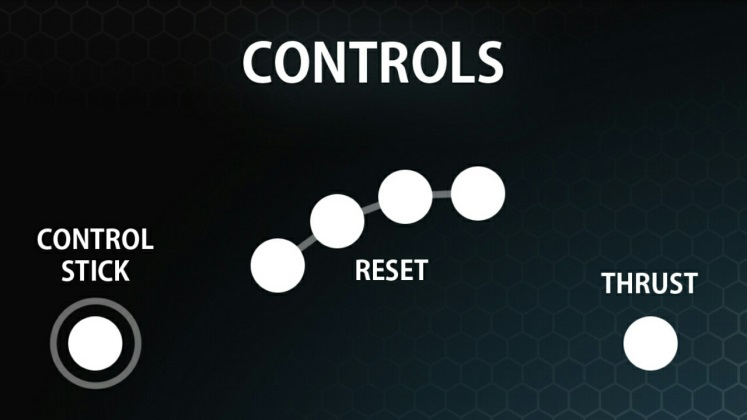 CONTROLS
CONTROL
STICK
RESET
THRUST